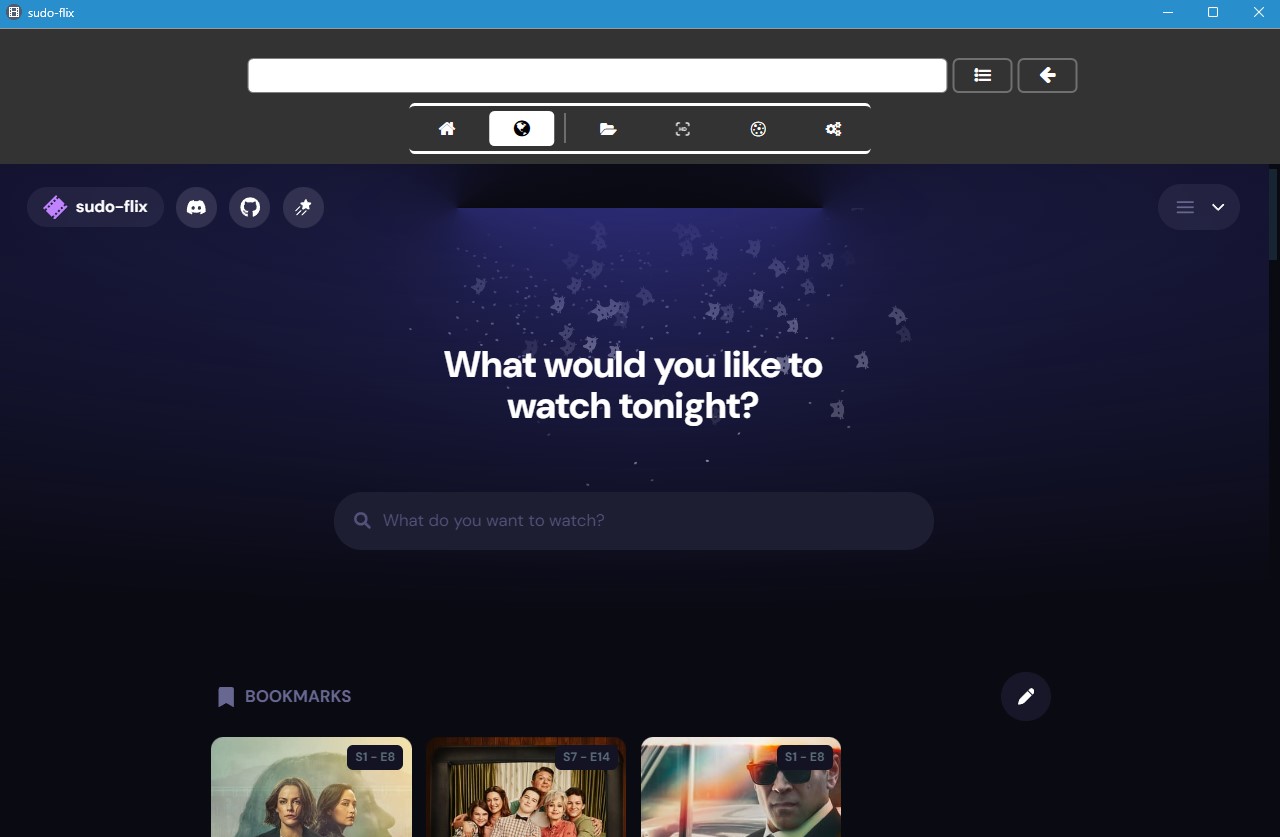 sudo-flix
HD
sudo-flix
What would you like to
watch tonight?
What do you want to watch?
BOOKMARKS
S1 - E8
S7 - E14
S1 - E8